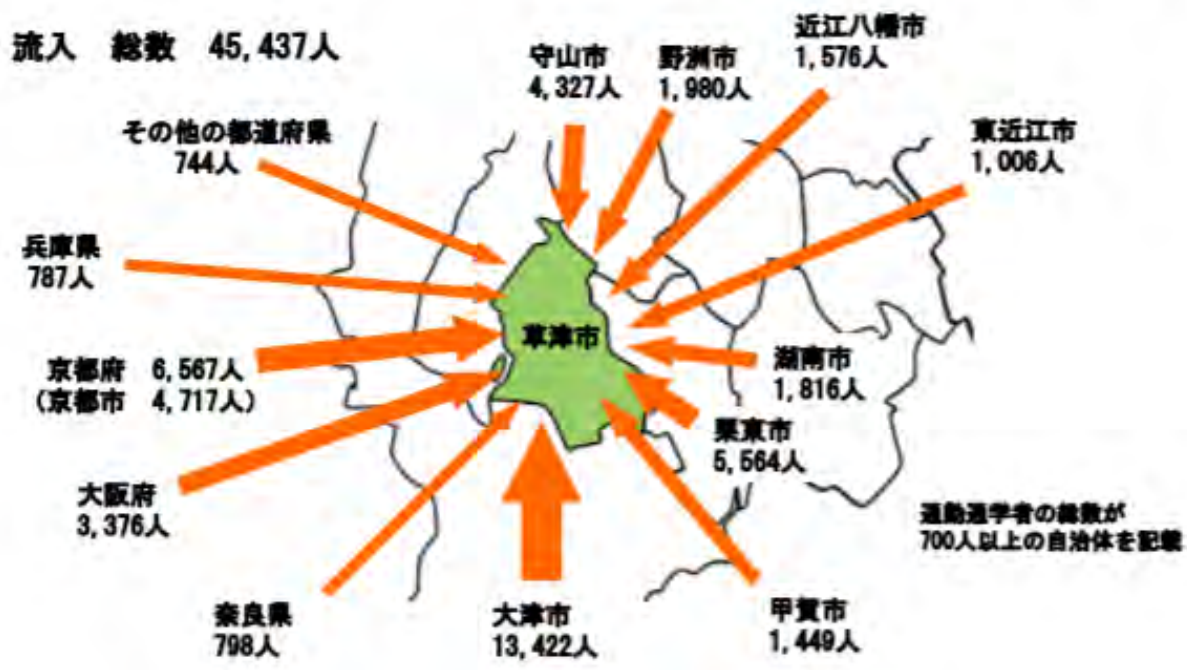 流入 総数 45,437人
守山市
4,327人
野洲市
1,980人
近江八幡市
1,576人
東近江市
1,006人
その他の都道府県
744人
兵庫県
787人
草津市
京都府 6,567人
(京都市 4,717人)
湖南市
1,816人
栗東市
5,564人
大阪府
3,376人
通勤通学者の総数が
700人以上の自治体を記載
奈良県
798人
大津市
13,422人
甲賀市
1,449人